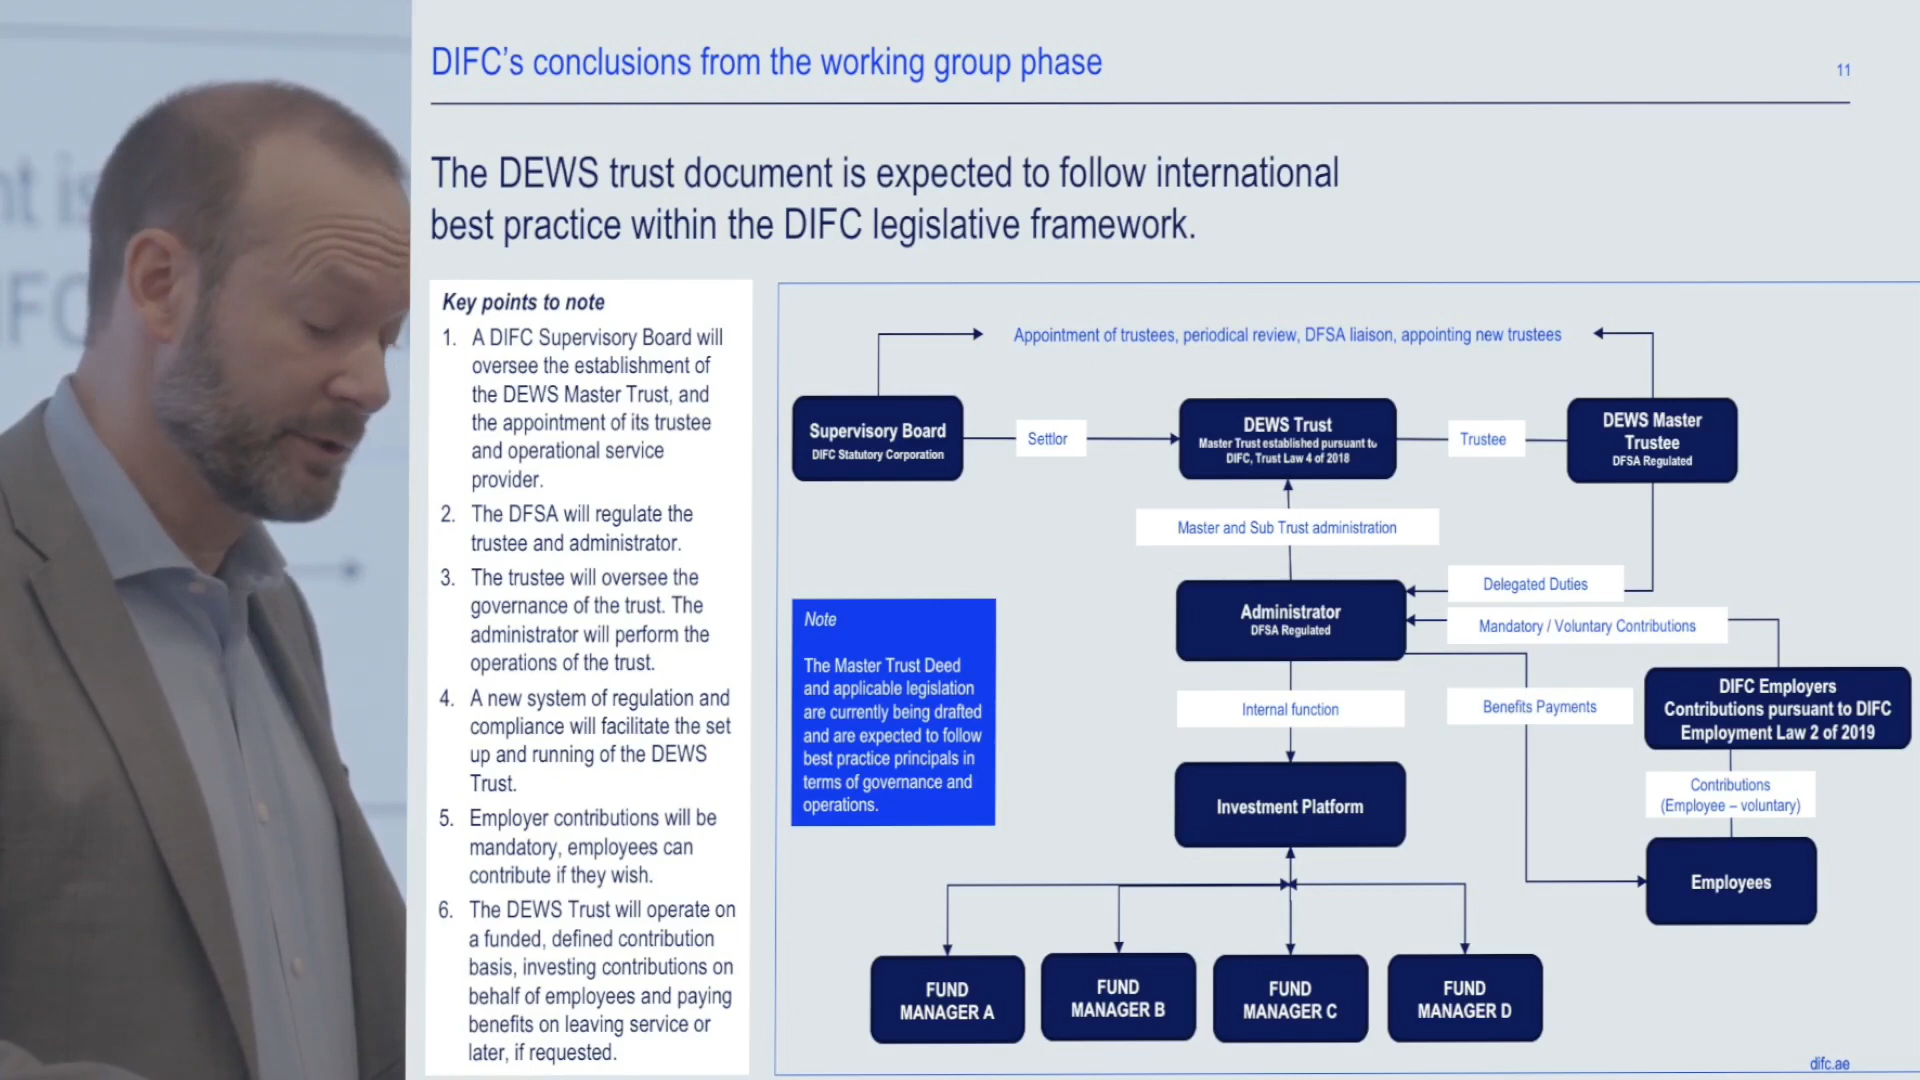 DIFC's conclusions from the working group phase
11
The DEWS trust document is expected to follow international
best practice within the DIFC legislative framework.
Key points to note
1. A DIFC Supervisory Board will
oversee the establishment of
the DEWS Master Trust, and
the appointment of its trustee
and operational service
provider.
2. The DFSA will regulate the
trustee and administrator.
3. The trustee will oversee the
governance of the trust. The
administrator will perform the
operations of the trust.
4. A new system of regulation and
compliance will facilitate the set
up and running of the DEWS
Trust.
5. Employer contributions will be
mandatory, employees can
contribute if they wish.
6. The DEWS Trust will operate on
a funded, defined contribution
basis, investing contributions on
behalf of employees and paying
benefits on leaving service or
later, if requested.
Appointment of trustees, periodical review, DFSA liaison, appointing new trustees
Supervisory Board
DIFC Statutory Corporation
Settlor
DEWS Trust
Master Trust established pursuant to
DIFC, Trust Law 4 of 2018
Trustee
DEWS Master
Trustee
DFSA Regulated
Master and Sub Trust administration
Delegated Duties
Administrator
DFSA Regulated
Mandatory / Voluntary Contributions
Note
The Master Trust Deed
and applicable legislation
are currently being drafted
and are expected to follow
best practice principals in
terms of governance and
operations.
Internal function
Benefits Payments
DIFC Employers
Contributions pursuant to DIFC
Employment Law 2 of 2019
Investment Platform
Contributions
(Employee – voluntary)
Employees
FUND
MANAGER A
FUND
MANAGER B
FUND
MANAGER C
FUND
MANAGER D
difc.ae
nt is
IFC